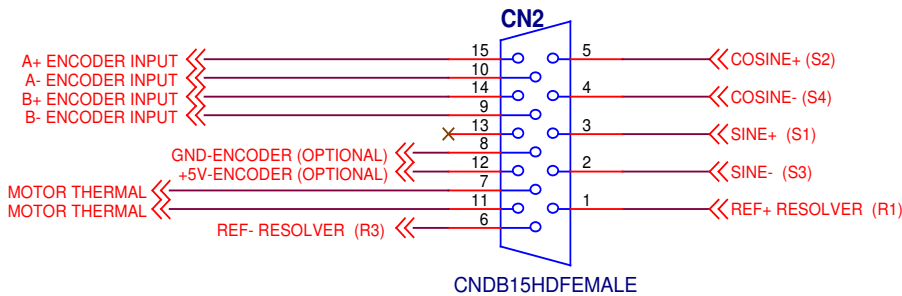 CN2
A+ ENCODER INPUT 15 5 COSINE+ (S2)
A- ENCODER INPUT 10
B+ ENCODER INPUT 14 4 COSINE- (S4)
B- ENCODER INPUT 9
13 3 SINE+ (S1)
GND-ENCODER (OPTIONAL) 8
+5V-ENCODER (OPTIONAL) 12 2 SINE- (S3)
MOTOR THERMAL 7
MOTOR THERMAL 11 1 REF+ RESOLVER (R1)
REF- RESOLVER (R3) 6
CNDB15HDFEMALE